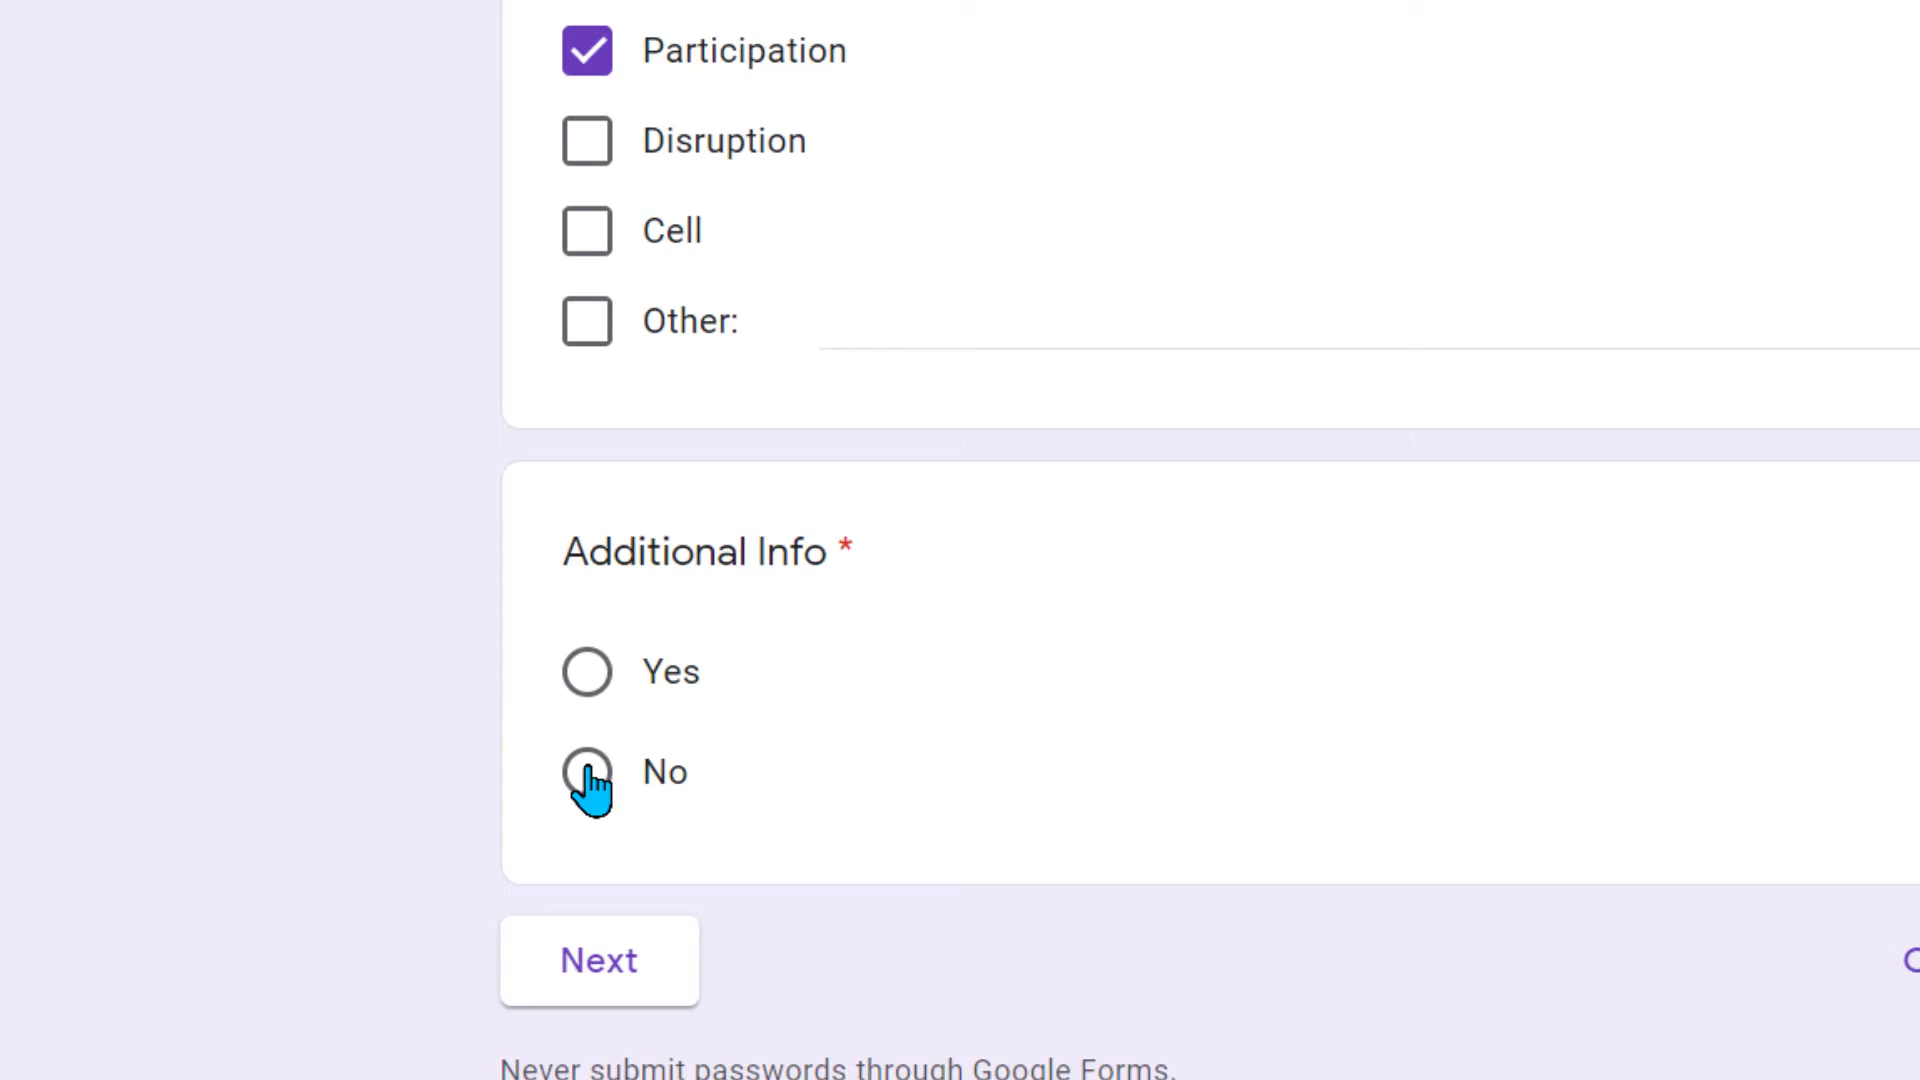 Participation
Disruption
Cell
Other:
Additional Info *
Yes
No
Next
Never submit passwords through Google Forms.